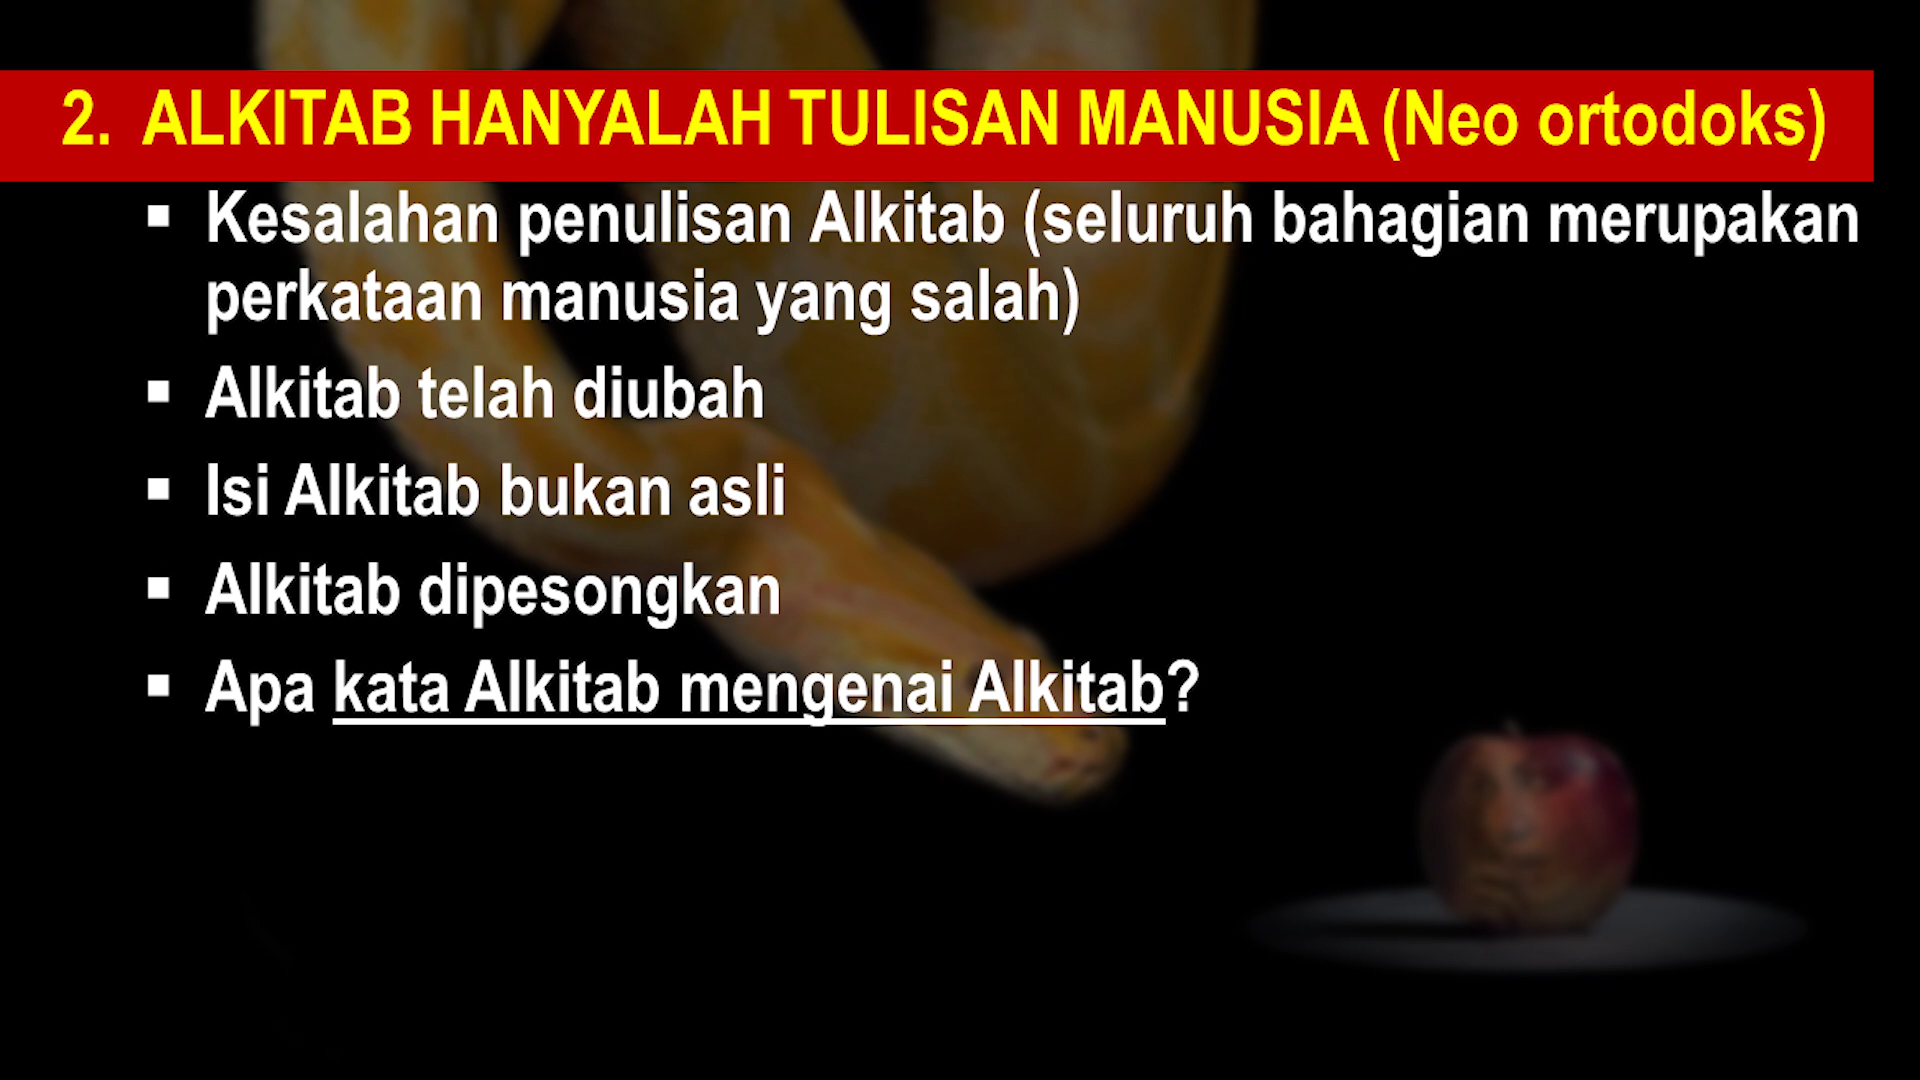 2. ALKITAB HANYALAH TULISAN MANUSIA (Neo ortodoks)
▪ Kesalahan penulisan Alkitab (seluruh bahagian merupakan
perkataan manusia yang salah)
▪ Alkitab telah diubah
▪ Isi Alkitab bukan asli
▪ Alkitab dipesongkan
▪ Apa kata Alkitab mengenai Alkitab?